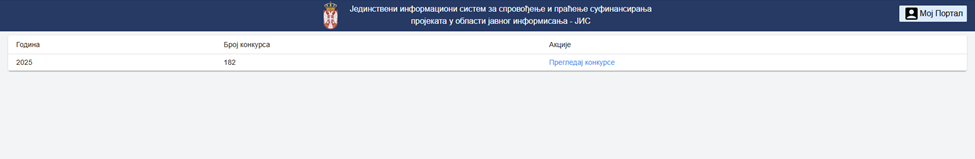 Јединствени информациони систем за спровођење и праћење суфинансирања
пројеката у области јавног информисања - ЈИС
Мој Портал
Година Број конкурса Акције
2025 182 Прегледај конкурсе